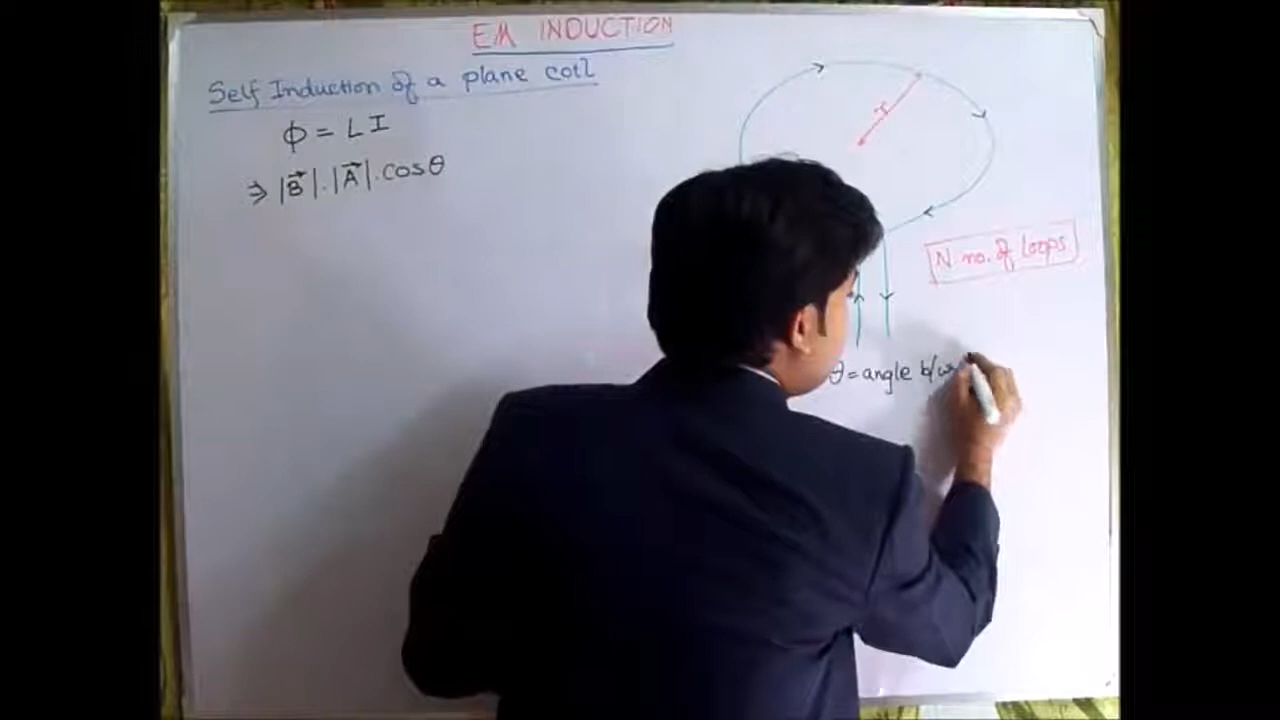 EM INDUCTION
Self Induction of a plane coil
ϕ = L I
⇒ |B⃗|.|A⃗|.cosθ
r
N no. of Loops
θ = angle b/w